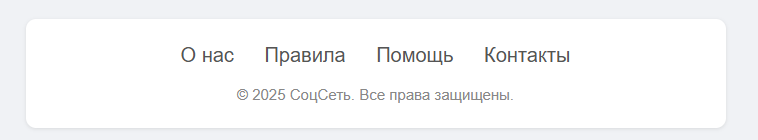 О нас Правила Помощь Контакты
© 2025 СоцСеть. Все права защищены.